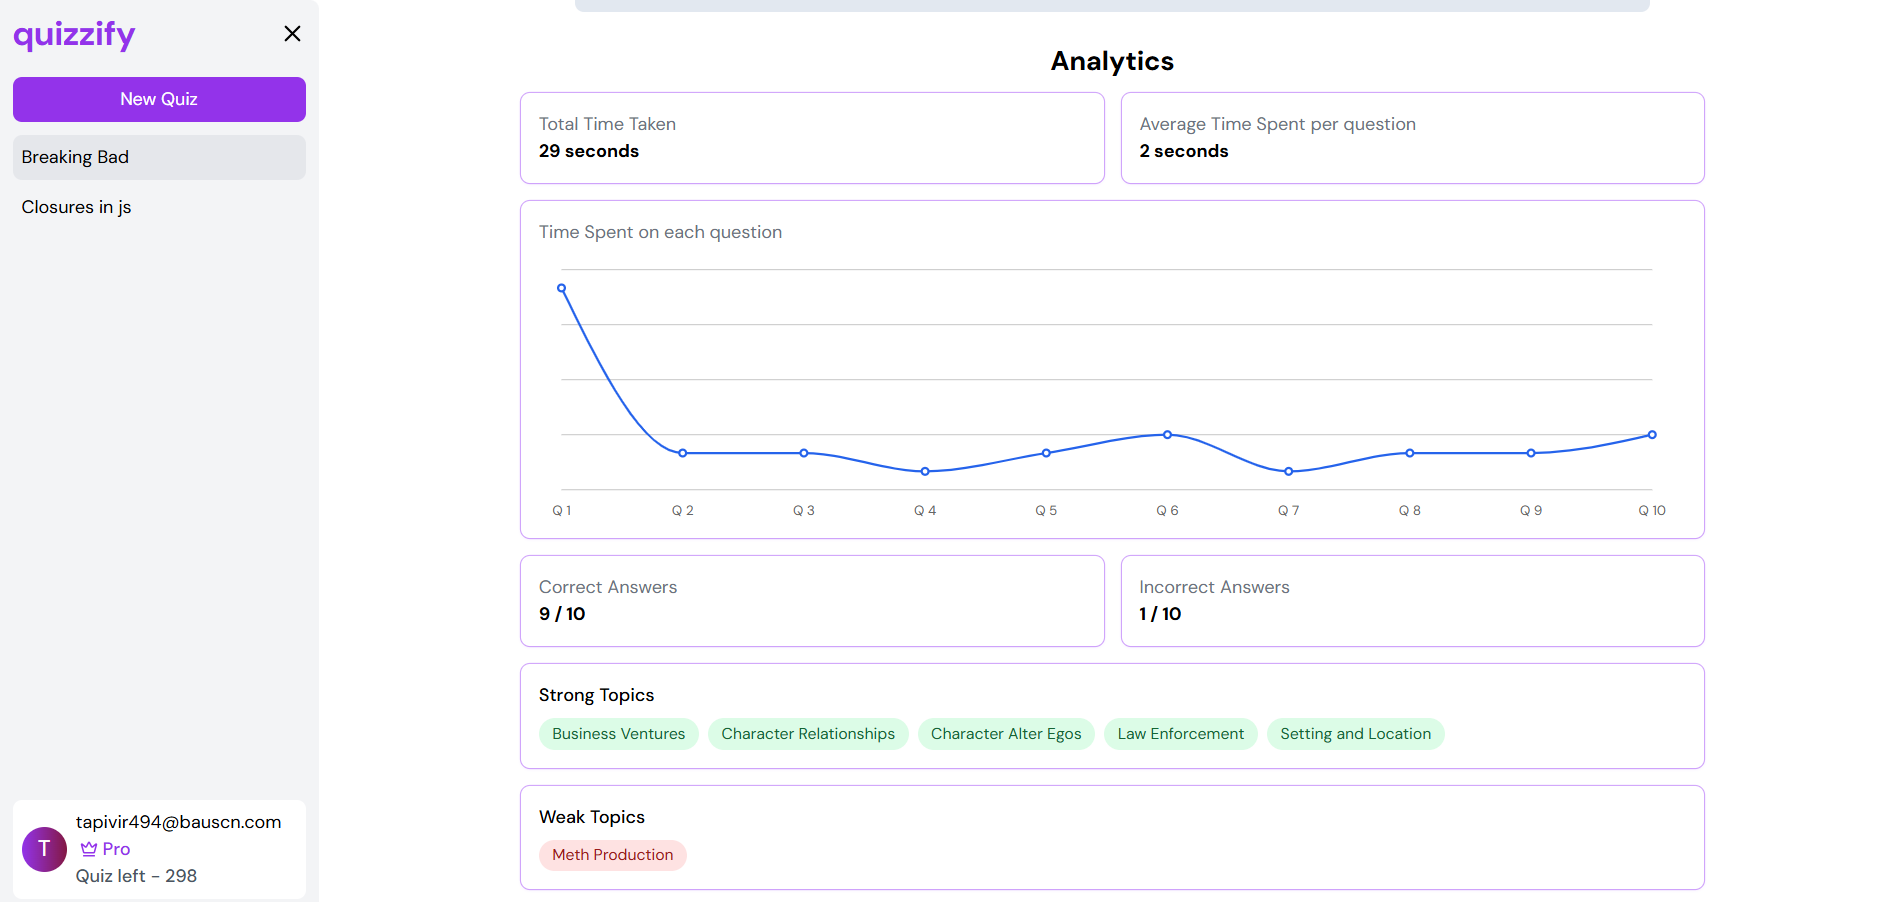 quizzify
New Quiz
Breaking Bad
Closures in js
tapivir494@bauscn.com
T
Pro
Quiz left - 298
Analytics
Total Time Taken
29 seconds
Average Time Spent per question
2 seconds
Time Spent on each question
Q 1 Q 2 Q 3 Q 4 Q 5 Q 6 Q 7 Q 8 Q 9 Q 10
Correct Answers
9 / 10
Incorrect Answers
1 / 10
Strong Topics
Business Ventures Character Relationships Character Alter Egos Law Enforcement Setting and Location
Weak Topics
Meth Production